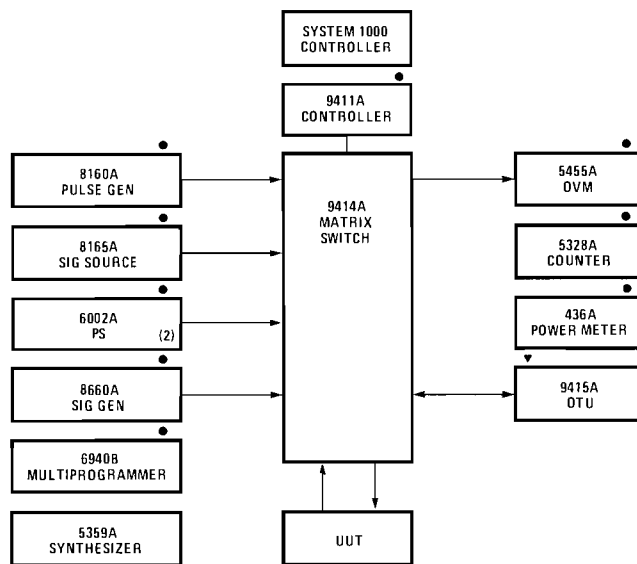 SYSTEM 1000
CONTROLLER
9411A
CONTROLLER
8160A
PULSE GEN
8165A
SIG SOURCE
6002A
PS (2)
8660A
SIG GEN
6940B
MULTIPROGRAMMER
5359A
SYNTHESIZER
9414A
MATRIX
SWITCH
UUT
5455A
OVM
5328A
COUNTER
436A
POWER METER
9415A
OTU